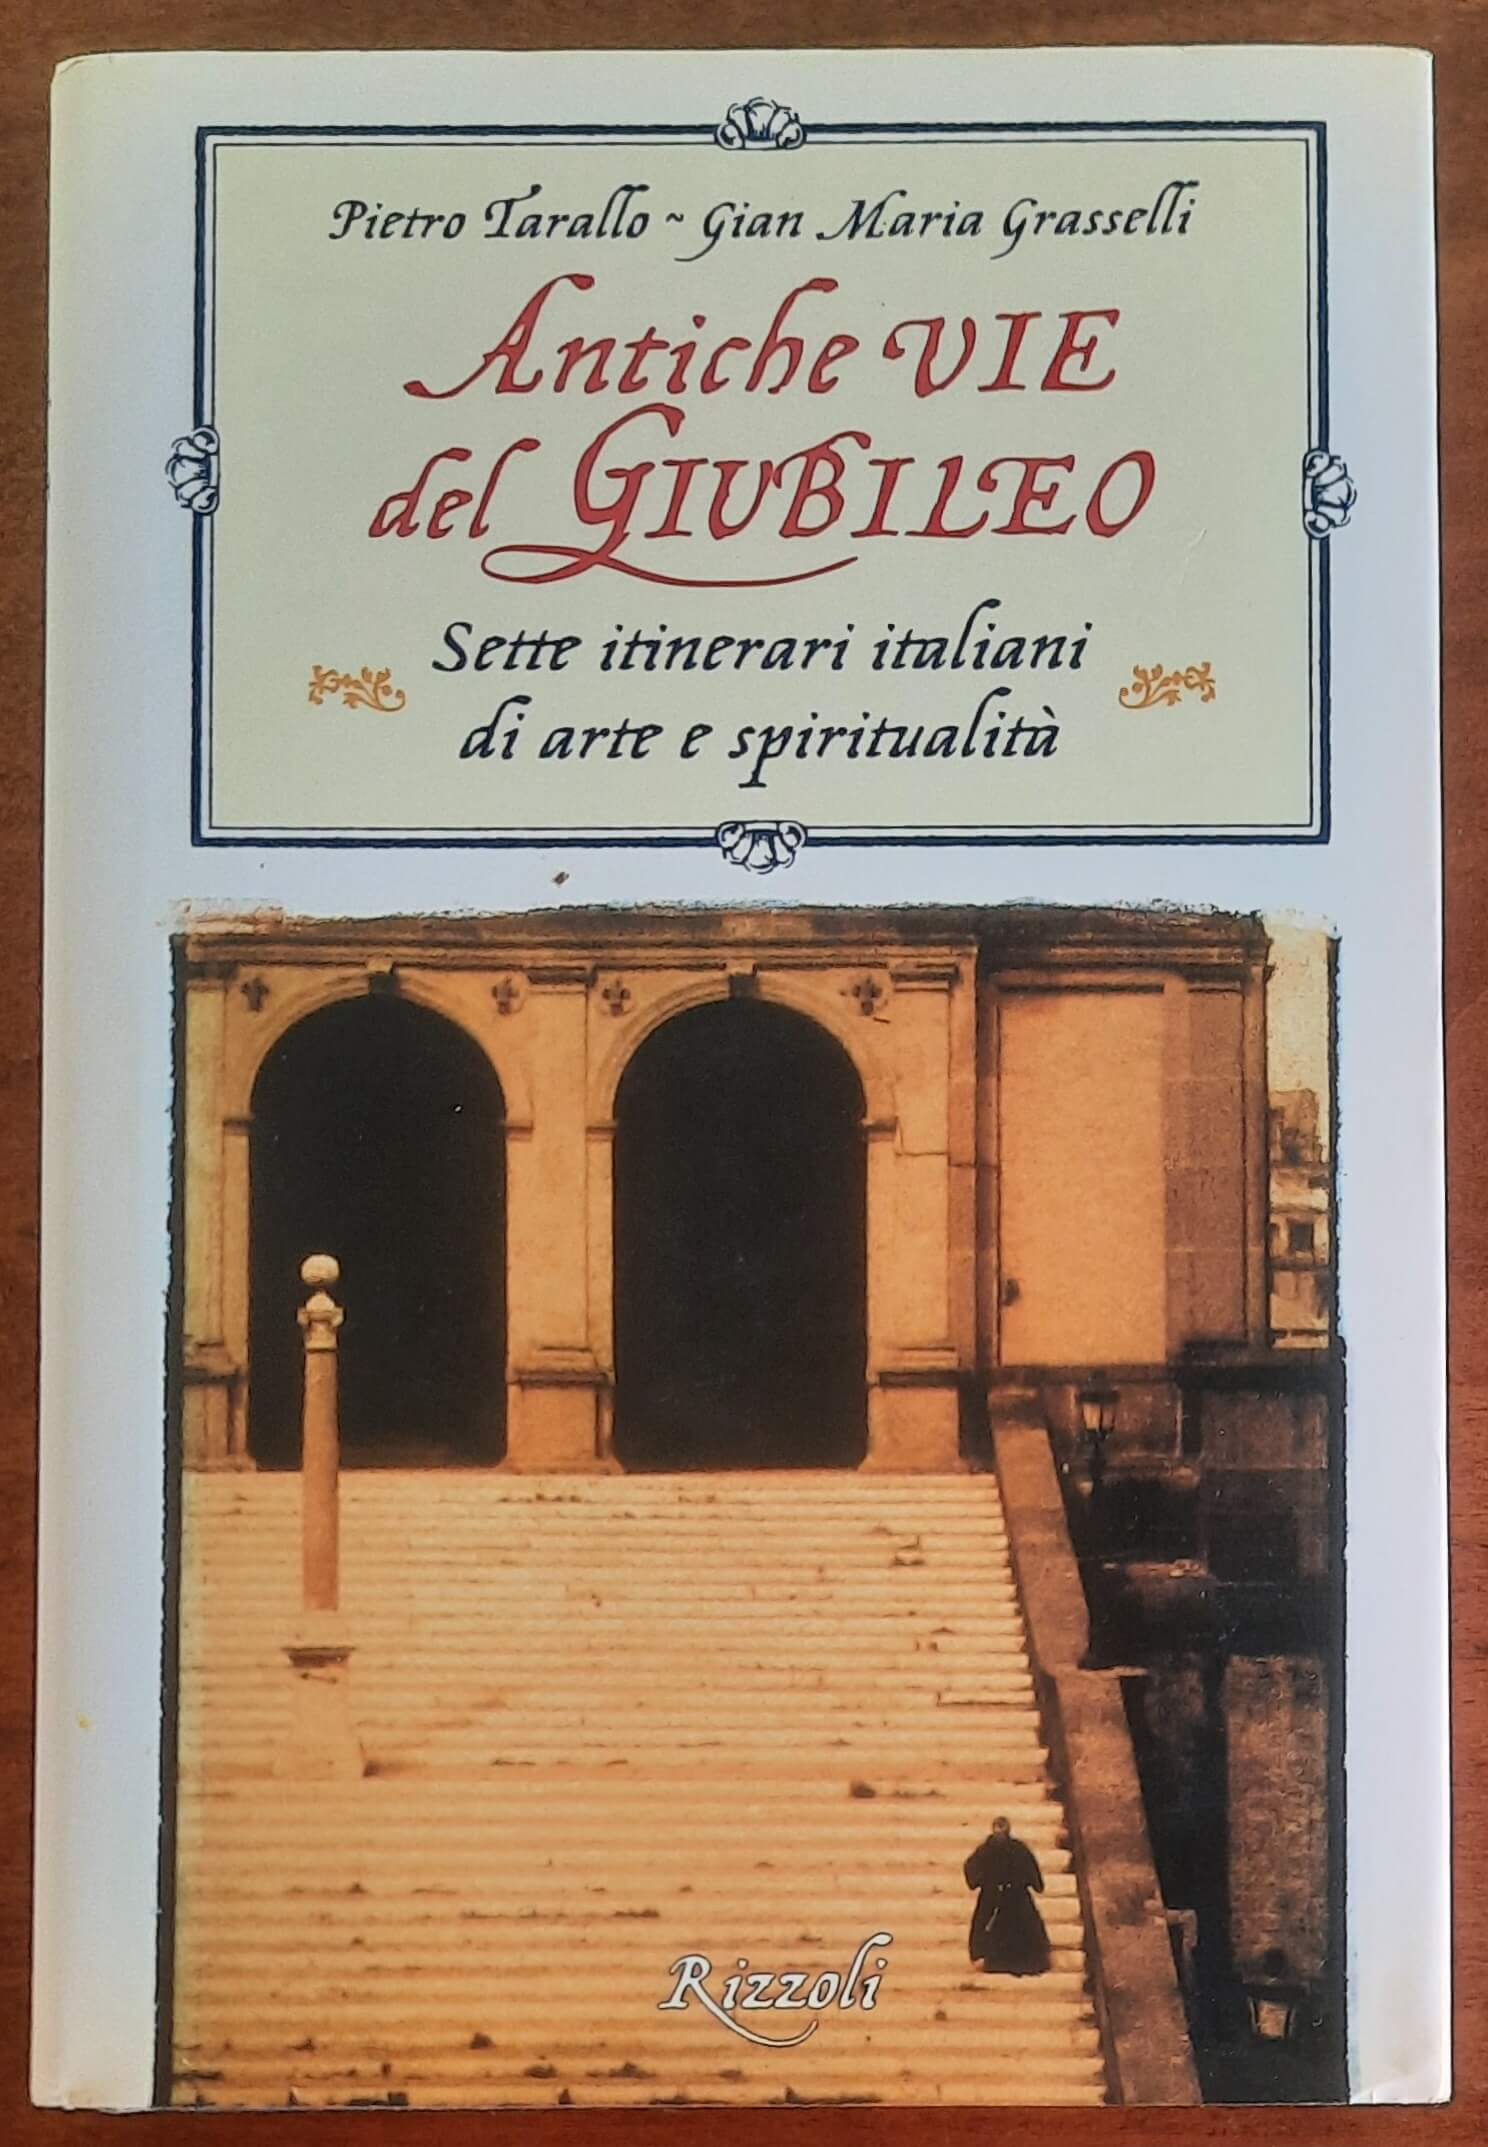 Pietro Tarallo ~ Gian Maria Grasselli
Antiche VIE
del GIUBILEO
Sette itinerari italiani
di arte e spiritualità
Rizzoli